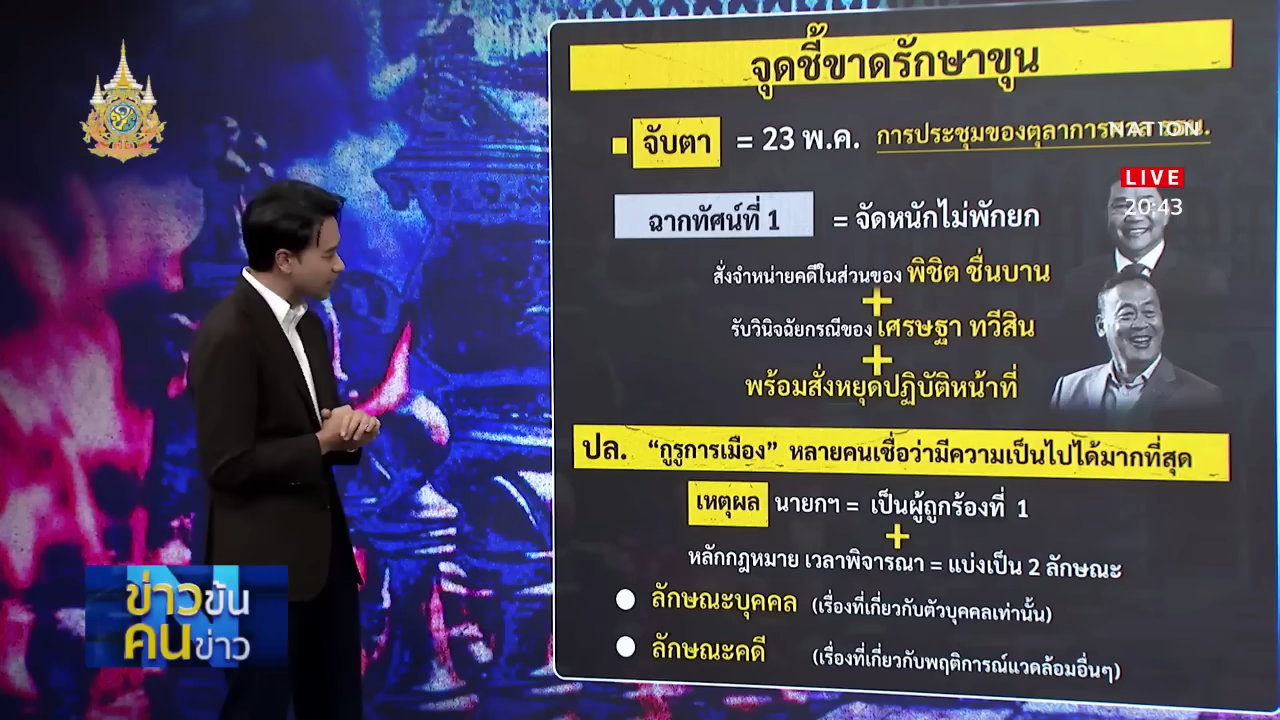 จุดชี้ขาดรักษาขุน
จับตา = 23 พ.ค. การประชุมของตุลาการศาล รธน.
NATION
LIVE
20:43
ฉากทัศน์ที่ 1 = จัดหนักไม่พักยก
สั่งจำหน่ายคดีในส่วนของ พิชิต ชื่นบาน
+
รับวินิจฉัยกรณีของ เศรษฐา ทวีสิน
+
พร้อมสั่งหยุดปฏิบัติหน้าที่
ปล. “กูรูการเมือง” หลายคนเชื่อว่ามีความเป็นไปได้มากที่สุด
เหตุผล นายกฯ = เป็นผู้ถูกร้องที่ 1
+
หลักกฎหมาย เวลาพิจารณา = แบ่งเป็น 2 ลักษณะ
ลักษณะบุคคล (เรื่องที่เกี่ยวกับตัวบุคคลเท่านั้น)
ลักษณะคดี (เรื่องที่เกี่ยวกับพฤติการณ์แวดล้อมอื่นๆ)
ข่าวข้น
คนข่าว